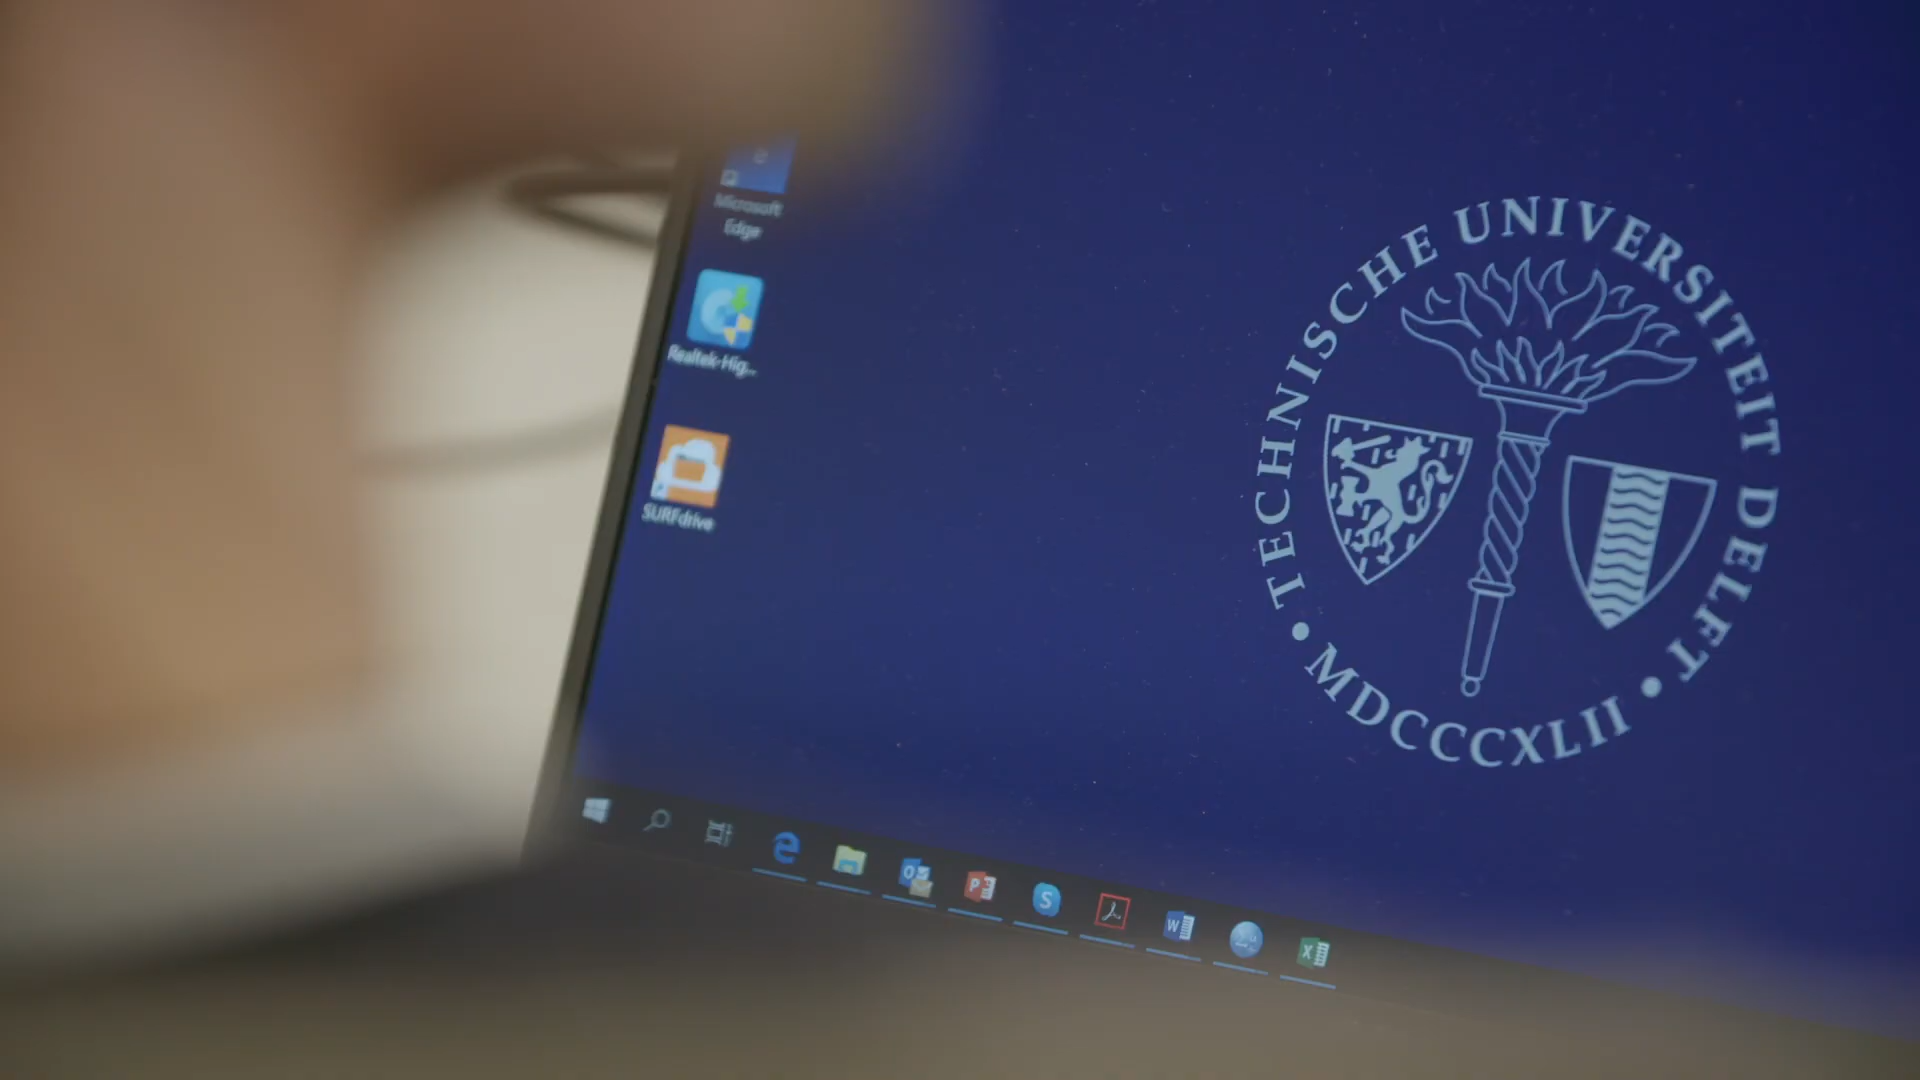 Microsoft
Edge
Realtek-Hig...
SURFdrive
TECHNISCHE UNIVERSITEIT DELFT
• MDCCCXLII •